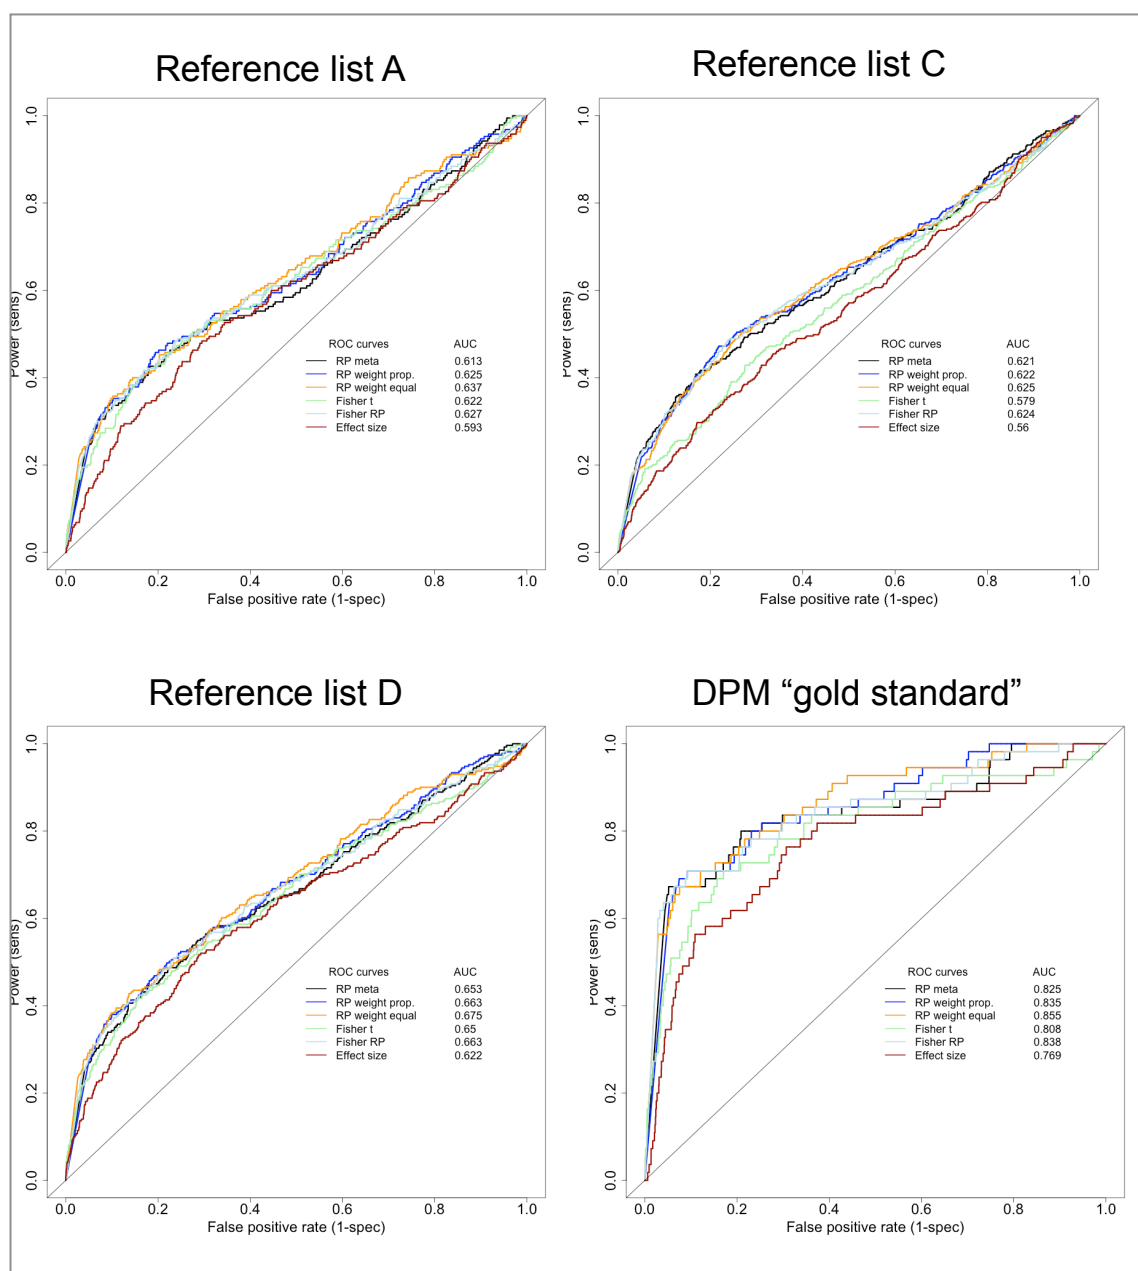 Reference list A
1.0
0.8
0.6
0.4
0.2
0.0
Power (sens)
ROC curves AUC
RP meta 0.613
RP weight prop. 0.625
RP weight equal 0.637
Fisher t 0.622
Fisher RP 0.627
Effect size 0.593
0.0 0.2 0.4 0.6 0.8 1.0
False positive rate (1-spec)
Reference list C
1.0
0.8
0.6
0.4
0.2
0.0
Power (sens)
ROC curves AUC
RP meta 0.621
RP weight prop. 0.622
RP weight equal 0.625
Fisher t 0.579
Fisher RP 0.624
Effect size 0.56
0.0 0.2 0.4 0.6 0.8 1.0
False positive rate (1-spec)
Reference list D
1.0
0.8
0.6
0.4
0.2
0.0
Power (sens)
ROC curves AUC
RP meta 0.653
RP weight prop. 0.663
RP weight equal 0.675
Fisher t 0.65
Fisher RP 0.663
Effect size 0.622
0.0 0.2 0.4 0.6 0.8 1.0
False positive rate (1-spec)
DPM “gold standard”
1.0
0.8
0.6
0.4
0.2
0.0
Power (sens)
ROC curves AUC
RP meta 0.825
RP weight prop. 0.835
RP weight equal 0.855
Fisher t 0.808
Fisher RP 0.838
Effect size 0.769
0.0 0.2 0.4 0.6 0.8 1.0
False positive rate (1-spec)